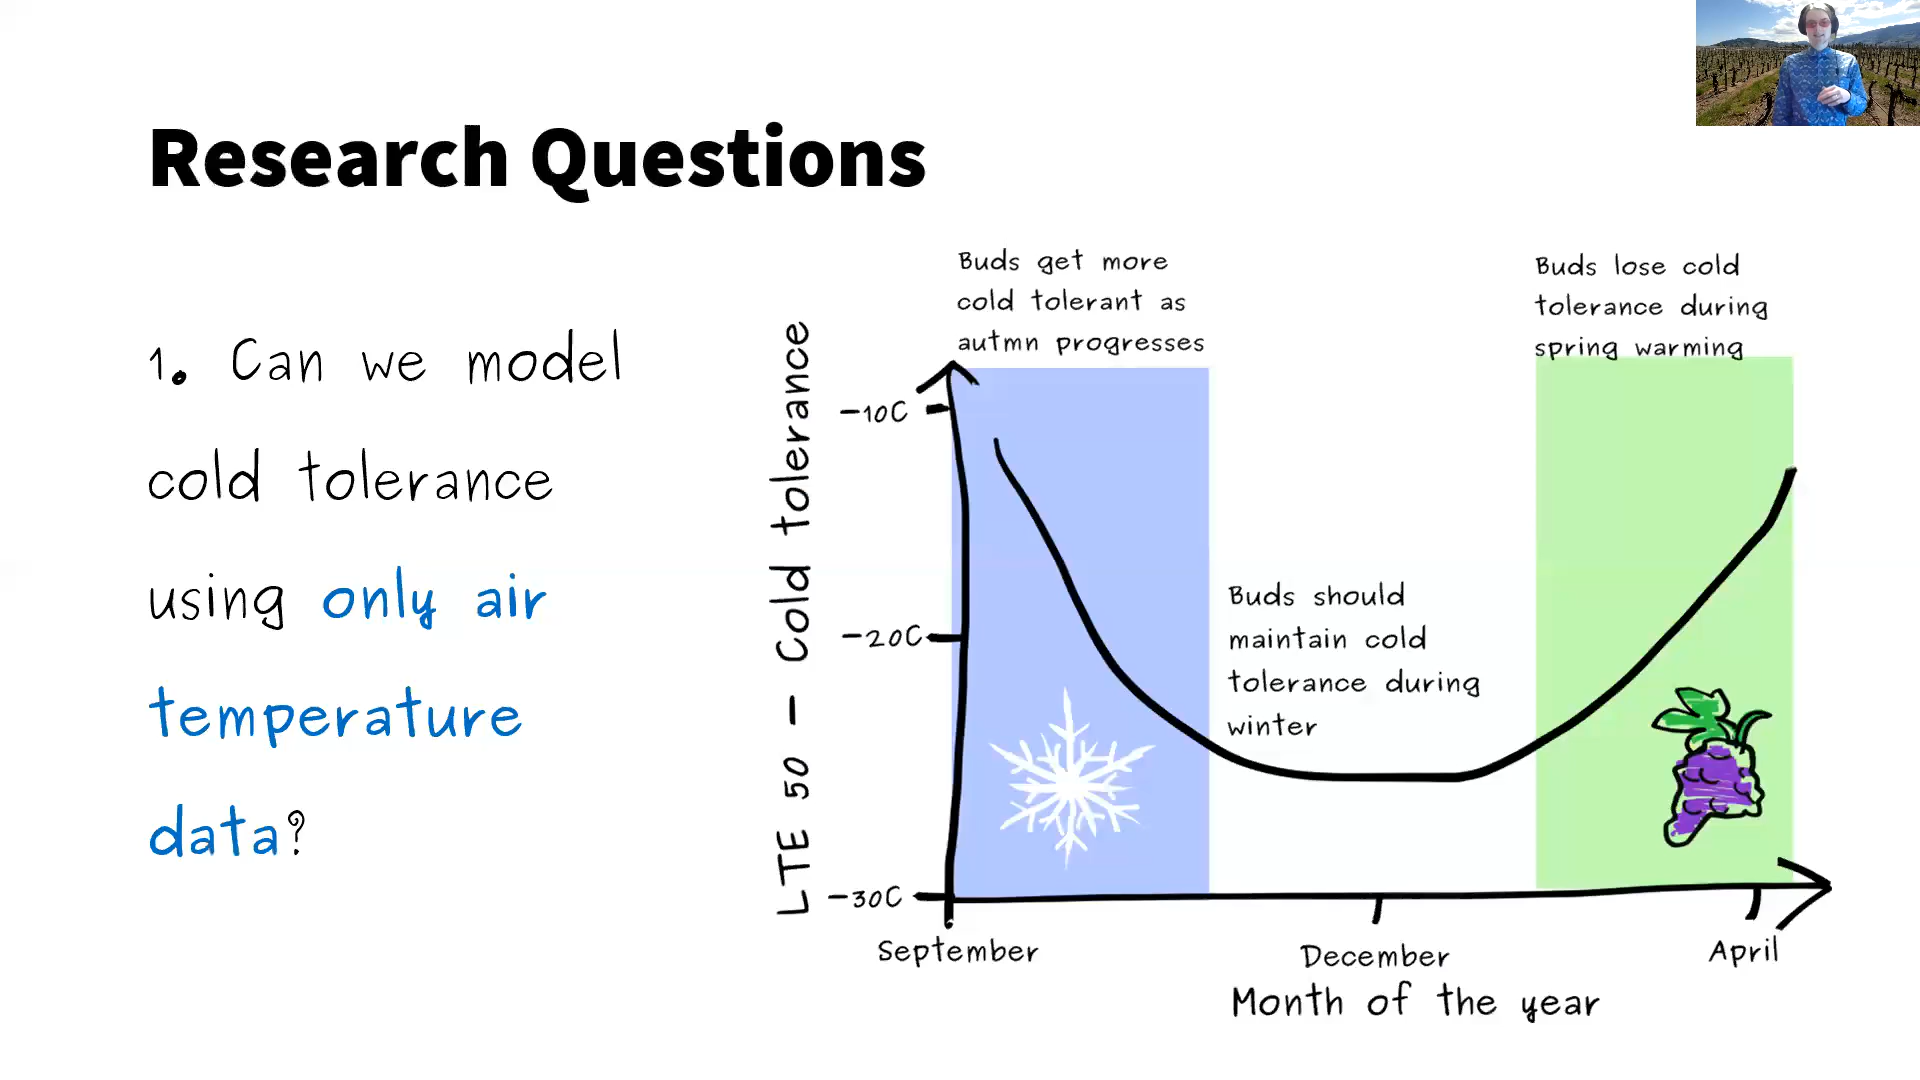 Research Questions
1. Can we model
cold tolerance
using only air
temperature
data?
Buds get more
cold tolerant as
autmn progresses
Buds lose cold
tolerance during
spring warming
Buds should
maintain cold
tolerance during
winter
LTE 50 - Cold tolerance
-10C
-20C
-30C
September
December
April
Month of the year